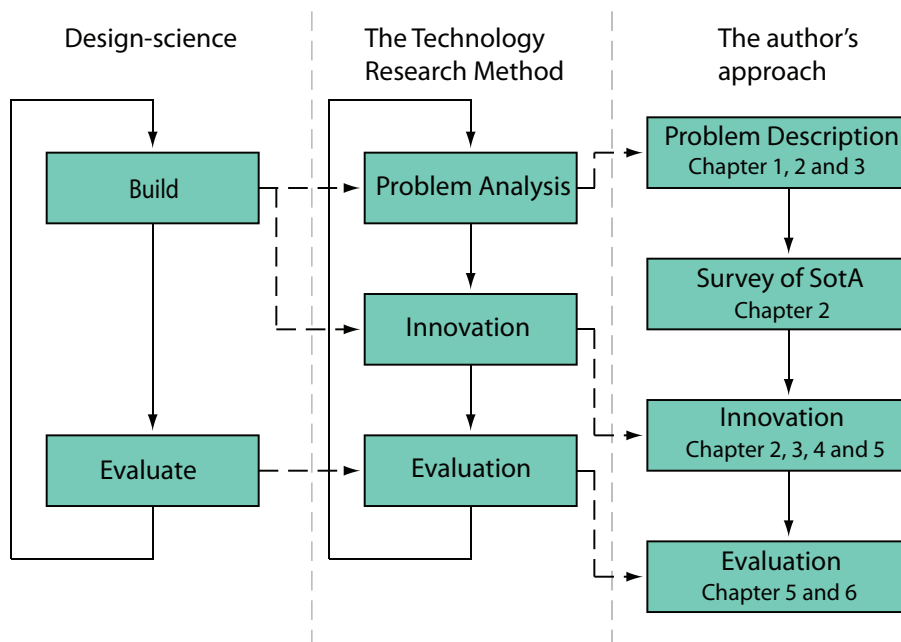 Design-science
Build
Evaluate
The Technology
Research Method
Problem Analysis
Innovation
Evaluation
The author's
approach
Problem Description
Chapter 1, 2 and 3
Survey of SotA
Chapter 2
Innovation
Chapter 2, 3, 4 and 5
Evaluation
Chapter 5 and 6